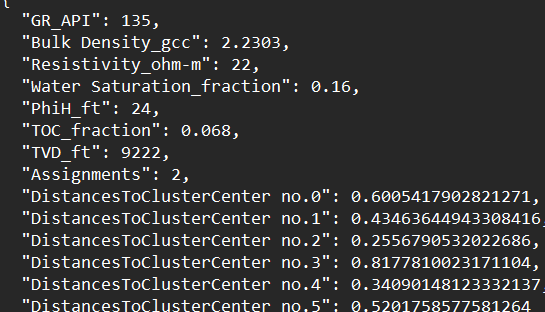 {
"GR_API": 135,
"Bulk Density_gcc": 2.2303,
"Resistivity_ohm-m": 22,
"Water Saturation_fraction": 0.16,
"PhiH_ft": 24,
"TOC_fraction": 0.068,
"TVD_ft": 9222,
"Assignments": 2,
"DistancesToClusterCenter no.0": 0.6005417902821271,
"DistancesToClusterCenter no.1": 0.43463644943308416,
"DistancesToClusterCenter no.2": 0.2556790532022686,
"DistancesToClusterCenter no.3": 0.8177810023171104,
"DistancesToClusterCenter no.4": 0.34090148123332137,
"DistancesToClusterCenter no.5": 0.5201758577581264